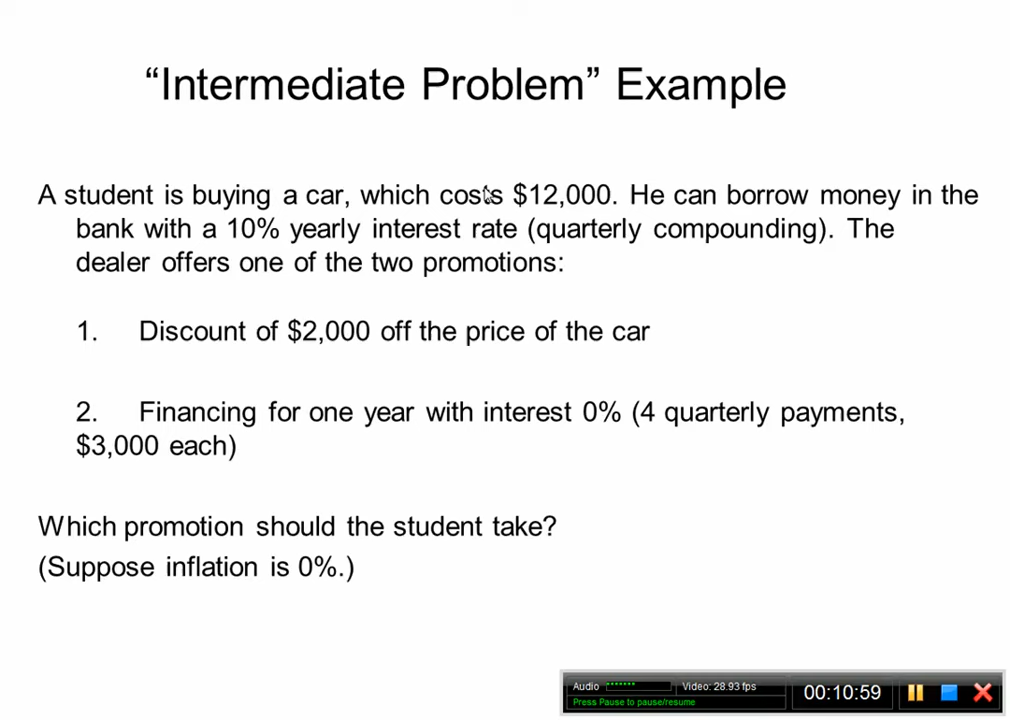 “Intermediate Problem” Example
A student is buying a car, which costs $12,000. He can borrow money in the
bank with a 10% yearly interest rate (quarterly compounding). The
dealer offers one of the two promotions:
1. Discount of $2,000 off the price of the car
2. Financing for one year with interest 0% (4 quarterly payments,
$3,000 each)
Which promotion should the student take?
(Suppose inflation is 0%.)
Audio Video: 28.93 fps
Press Pause to pause/resume
00:10:59